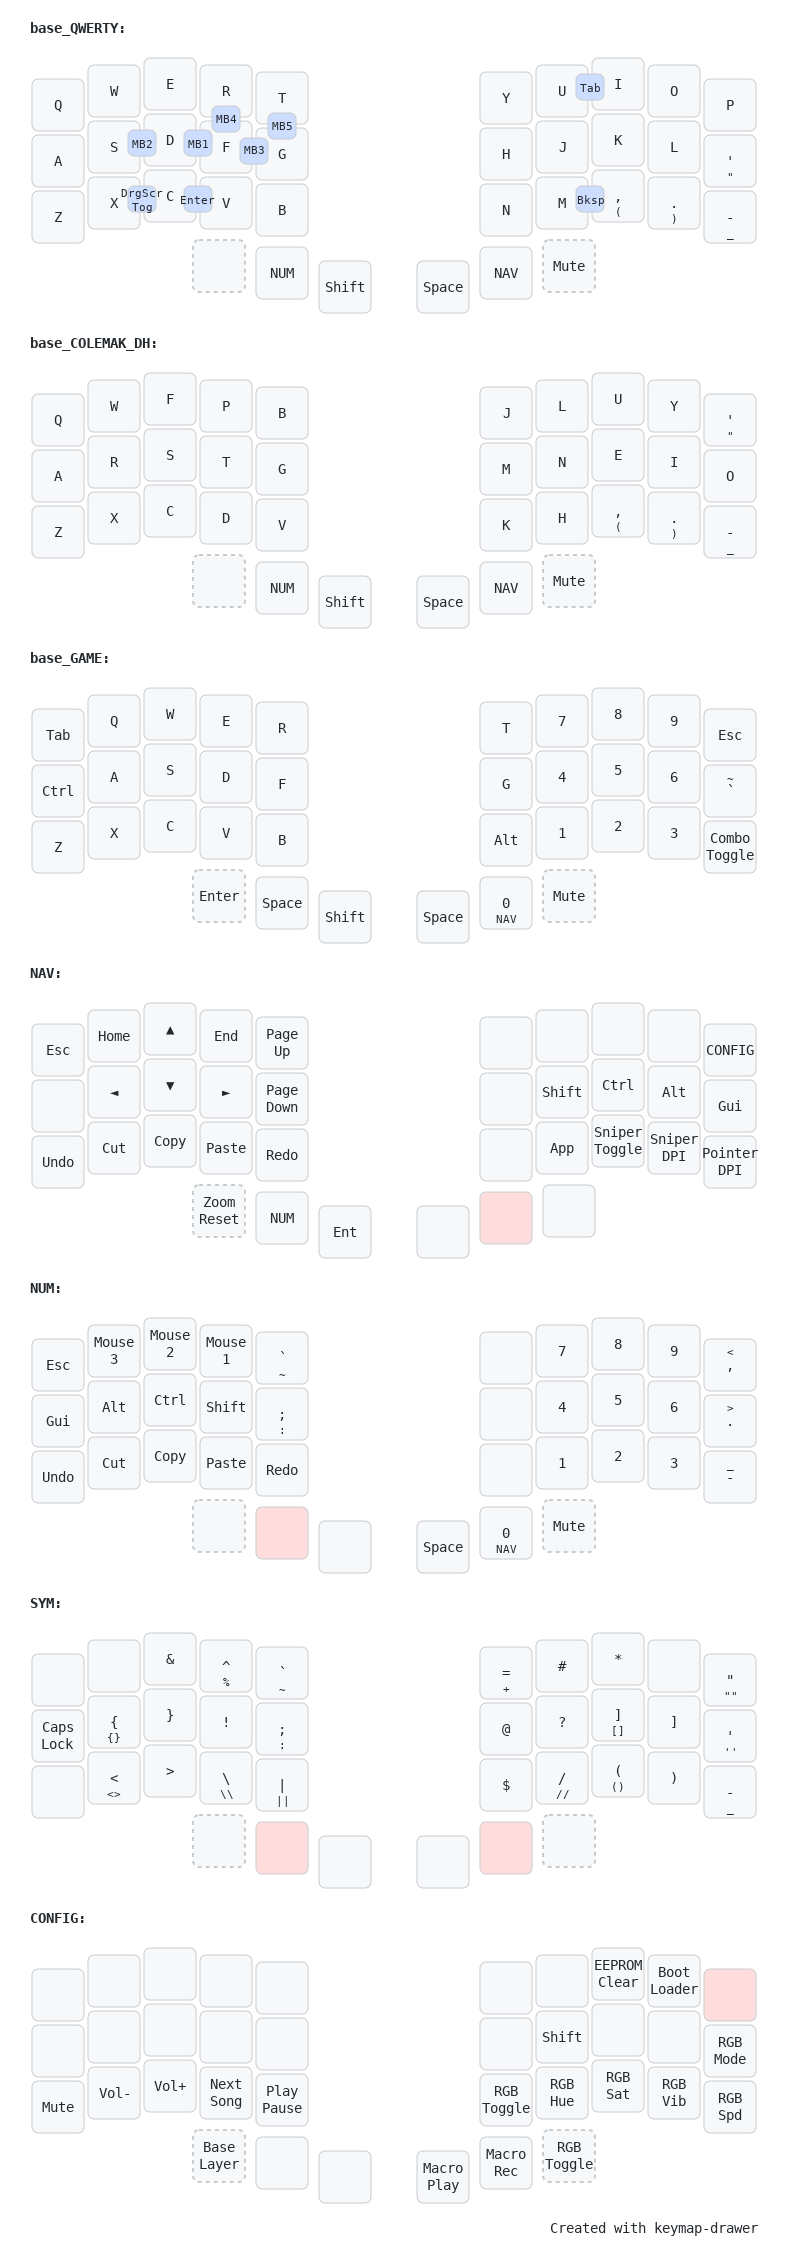 base_QWERTY:
Q W E R T Y U Tab I O P
MB4 MB5
A S MB2 D MB1 F MB3 G H J K L ' "
Z X DrgScr Tog C Enter V B N M Bksp , ( . ) - _
NUM Shift Space NAV Mute
base_COLEMAK_DH:
Q W F P B J L U Y ' "
A R S T G M N E I O
Z X C D V K H , ( . ) - _
NUM Shift Space NAV Mute
base_GAME:
Tab Q W E R T 7 8 9 Esc
Ctrl A S D F G 4 5 6 ~ `
Z X C V B Alt 1 2 3 Combo Toggle
Enter Space Shift Space 0 NAV Mute
NAV:
Esc Home ▲ End Page Up CONFIG
◄ ▼ ► Page Down Shift Ctrl Alt Gui
Undo Cut Copy Paste Redo App Sniper Toggle Sniper DPI Pointer DPI
Zoom Reset NUM Ent
NUM:
Esc Mouse 3 Mouse 2 Mouse 1 ` ~ 7 8 9 < ,
Gui Alt Ctrl Shift ; : 4 5 6 > .
Undo Cut Copy Paste Redo 1 2 3 _ -
Space 0 NAV Mute
SYM:
& ^ % ` ~ = + # * " ""
Caps Lock { {} } ! ; : @ ? ] [] ] ' ''
< <> > \ \\ | || $ / // ( () ) - _
CONFIG:
EEPROM Clear Boot Loader
Shift RGB Mode
Mute Vol- Vol+ Next Song Play Pause RGB Toggle RGB Hue RGB Sat RGB Vib RGB Spd
Base Layer Macro Play Macro Rec RGB Toggle
Created with keymap-drawer